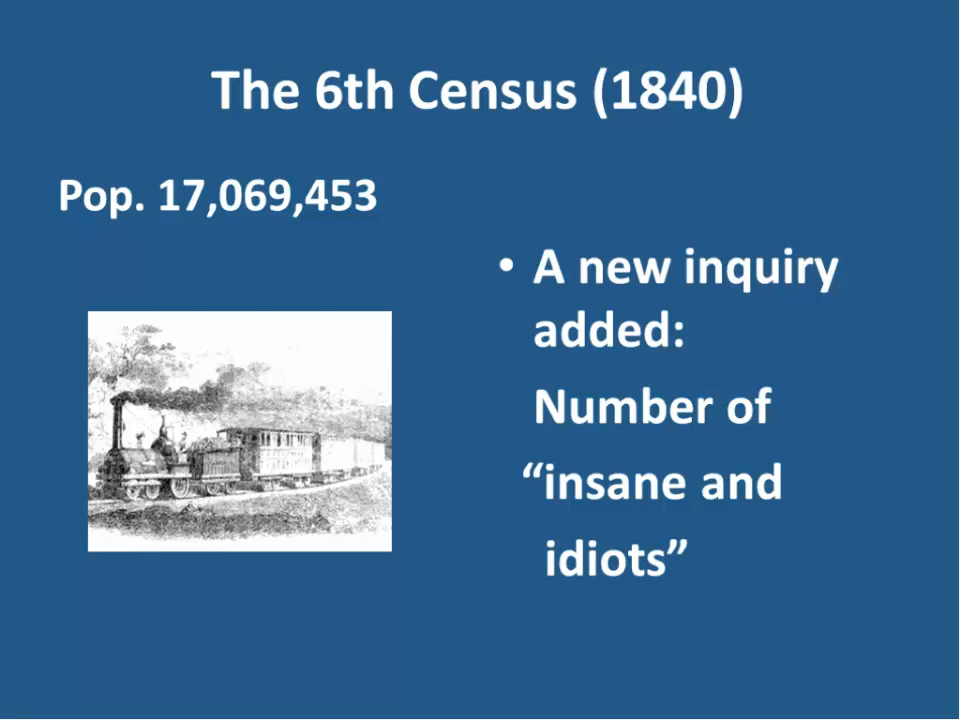 The 6th Census (1840)
Pop. 17,069,453
• A new inquiry
added:
Number of
“insane and
idiots”